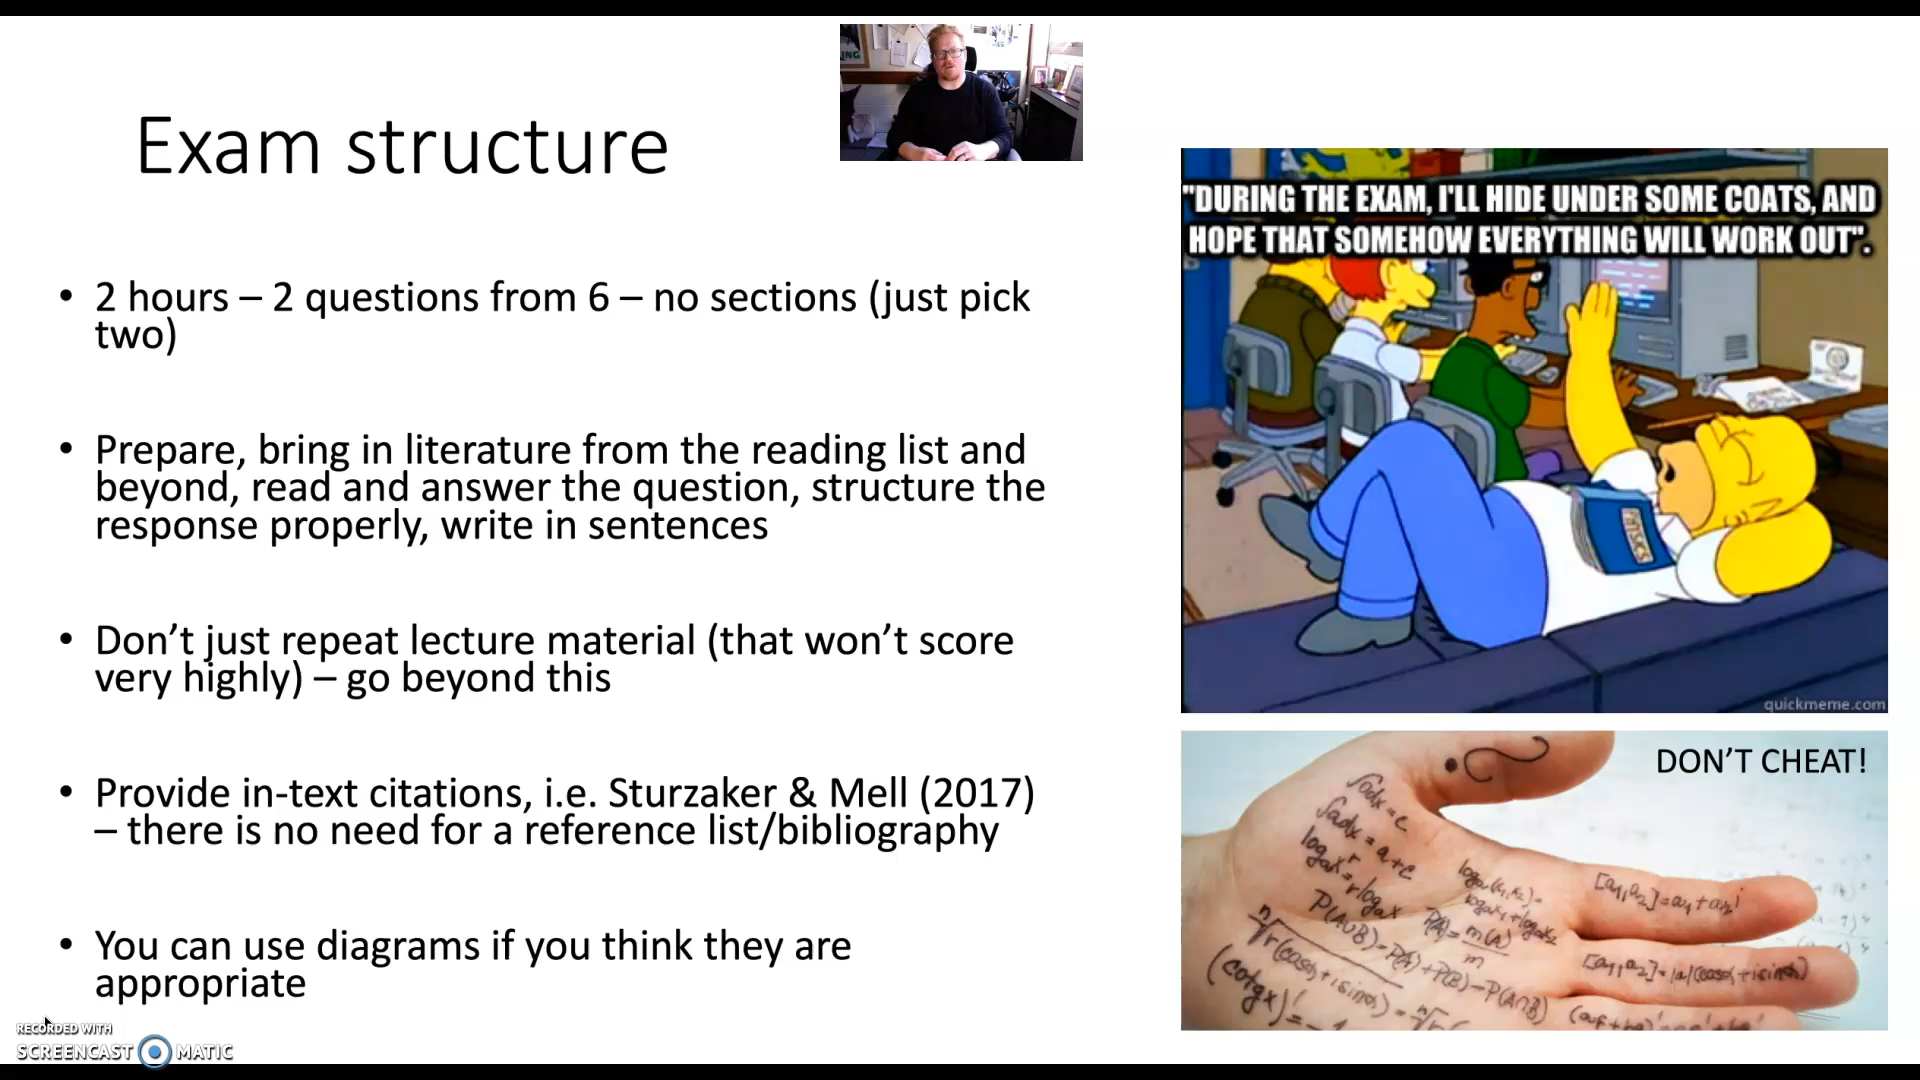 Exam structure
• 2 hours – 2 questions from 6 – no sections (just pick
two)
• Prepare, bring in literature from the reading list and
beyond, read and answer the question, structure the
response properly, write in sentences
• Don’t just repeat lecture material (that won’t score
very highly) – go beyond this
• Provide in-text citations, i.e. Sturzaker & Mell (2017)
– there is no need for a reference list/bibliography
• You can use diagrams if you think they are
appropriate
"DURING THE EXAM, I'LL HIDE UNDER SOME COATS, AND
HOPE THAT SOMEHOW EVERYTHING WILL WORK OUT".
PHYSICS
quickmeme.com
DON’T CHEAT!
∫adx = a+c
P(A∪B)=P(A)+P(B)-P(A∩B)
P(A)=m(A)/m
RECORDED WITH
SCREENCAST MATIC